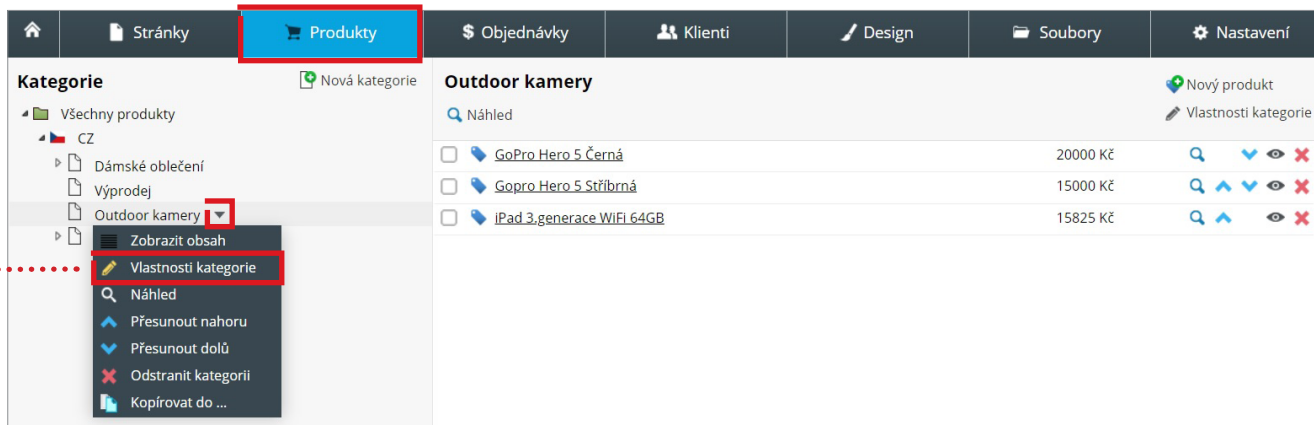 Stránky Produkty $ Objednávky Klienti Design Soubory Nastavení
Kategorie Nová kategorie
Všechny produkty
CZ
Dámské oblečení
Výprodej
Outdoor kamery
Zobrazit obsah
Vlastnosti kategorie
Náhled
Přesunout nahoru
Přesunout dolů
Odstranit kategorii
Kopírovat do ...
Outdoor kamery Nový produkt
Náhled Vlastnosti kategorie
GoPro Hero 5 Černá 20000 Kč
Gopro Hero 5 Stříbrná 15000 Kč
iPad 3.generace WiFi 64GB 15825 Kč